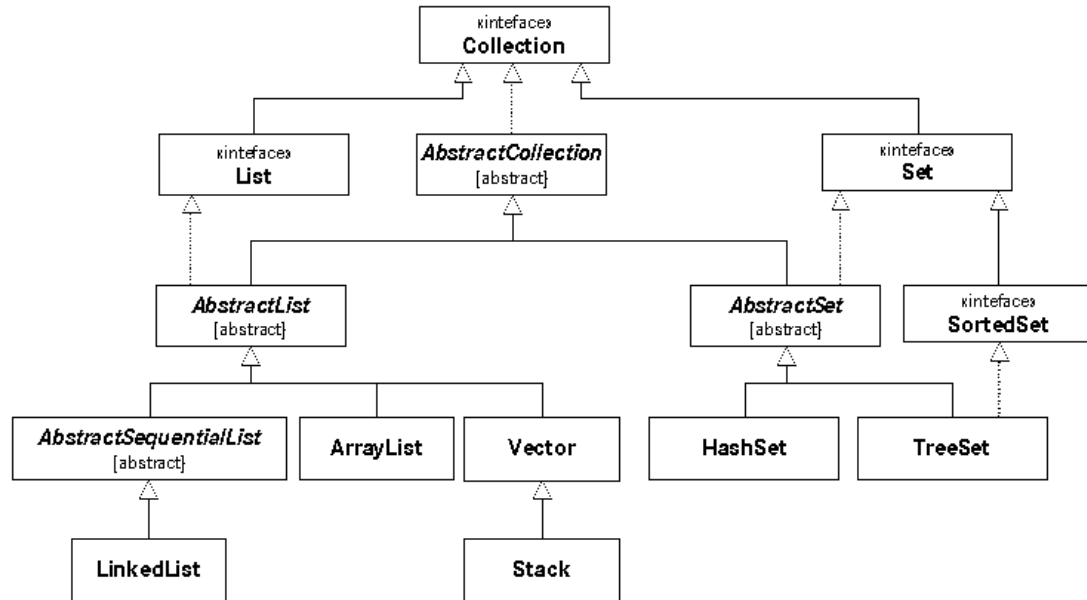 «inteface»
Collection
«inteface»
List
AbstractCollection
{abstract}
«inteface»
Set
AbstractList
{abstract}
AbstractSet
{abstract}
«inteface»
SortedSet
AbstractSequentialList
{abstract}
ArrayList
Vector
HashSet
TreeSet
LinkedList
Stack